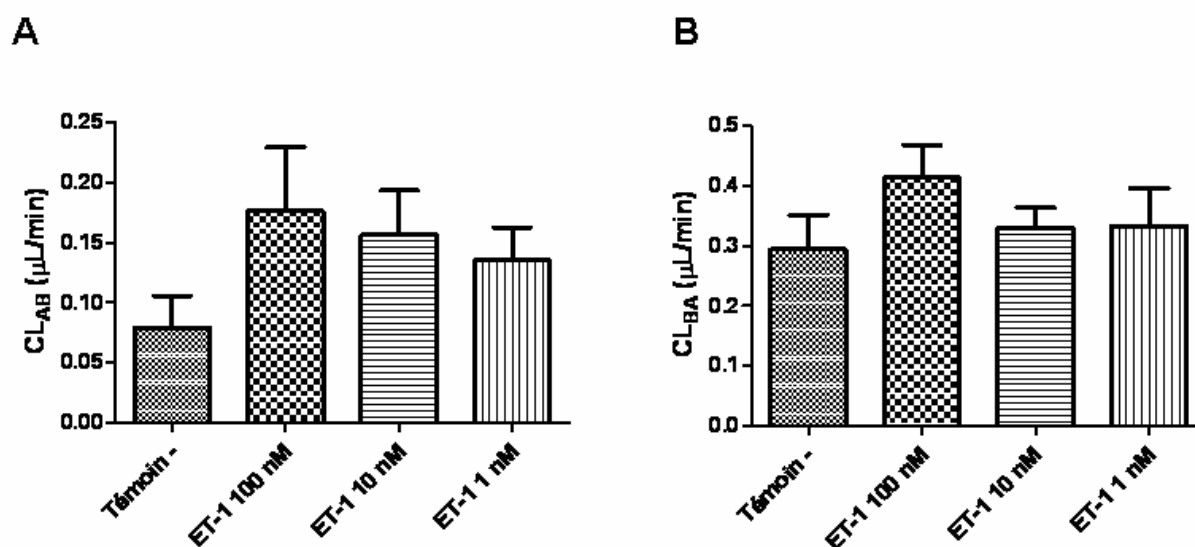 A
CL_AB (µL/min)
0.25
0.20
0.15
0.10
0.05
0.00
Témoin -
ET-1 100 nM
ET-1 10 nM
ET-1 1 nM
B
CL_BA (µL/min)
0.5
0.4
0.3
0.2
0.1
0.0
Témoin -
ET-1 100 nM
ET-1 10 nM
ET-1 1 nM